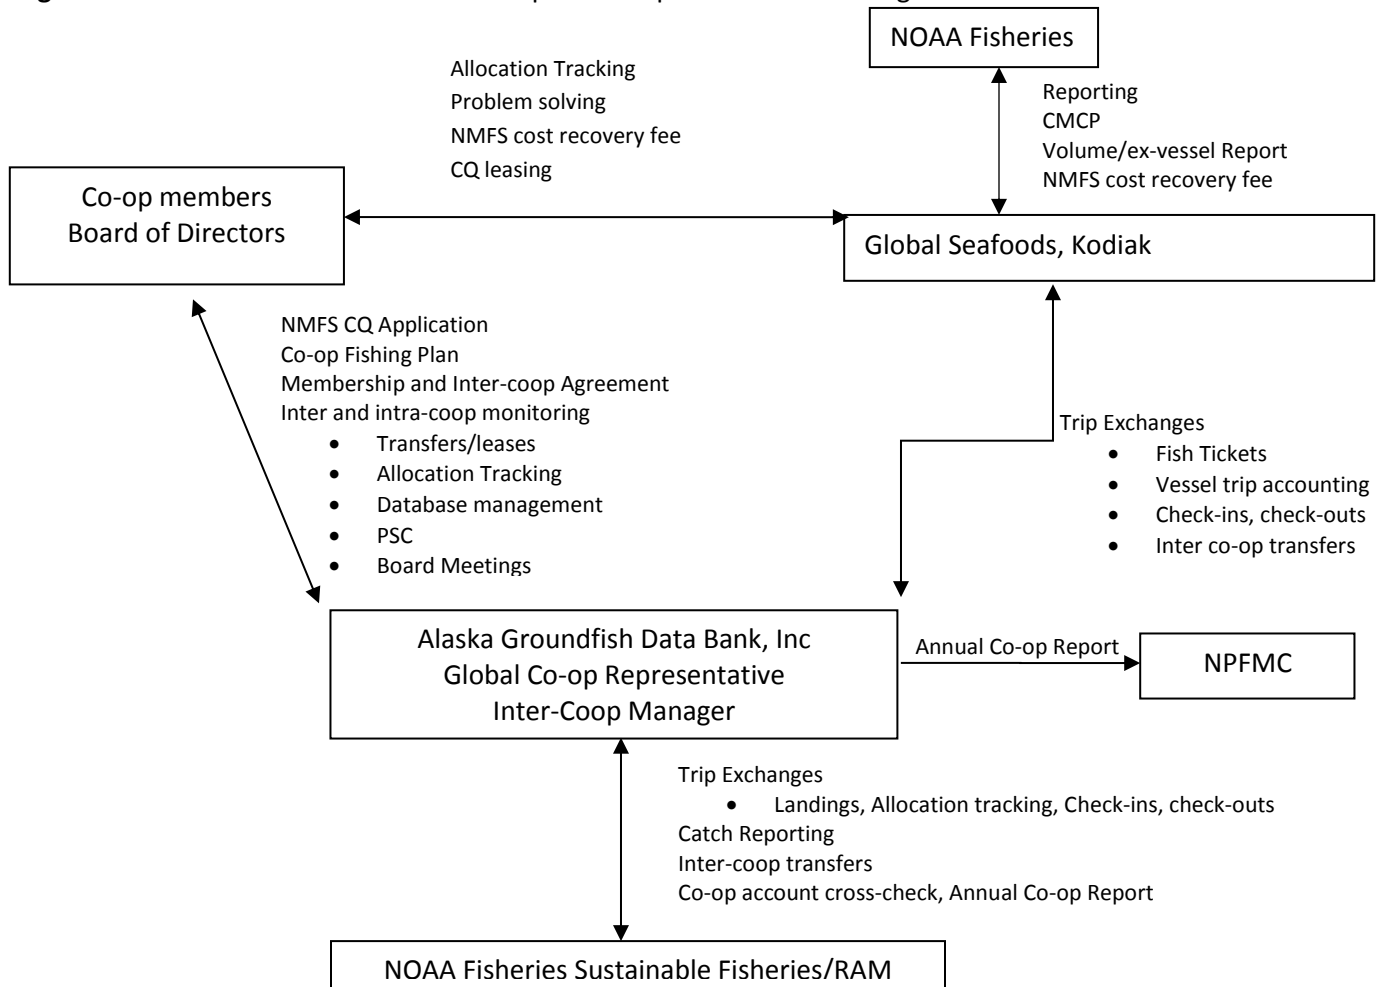 NOAA Fisheries
Allocation Tracking
Problem solving
NMFS cost recovery fee
CQ leasing
Reporting
CMCP
Volume/ex-vessel Report
NMFS cost recovery fee
Co-op members
Board of Directors
Global Seafoods, Kodiak
NMFS CQ Application
Co-op Fishing Plan
Membership and Inter-coop Agreement
Inter and intra-coop monitoring
• Transfers/leases
• Allocation Tracking
• Database management
• PSC
• Board Meetings
Trip Exchanges
• Fish Tickets
• Vessel trip accounting
• Check-ins, check-outs
• Inter co-op transfers
Alaska Groundfish Data Bank, Inc
Global Co-op Representative
Inter-Coop Manager
Annual Co-op Report
NPFMC
Trip Exchanges
• Landings, Allocation tracking, Check-ins, check-outs
Catch Reporting
Inter-coop transfers
Co-op account cross-check, Annual Co-op Report
NOAA Fisheries Sustainable Fisheries/RAM